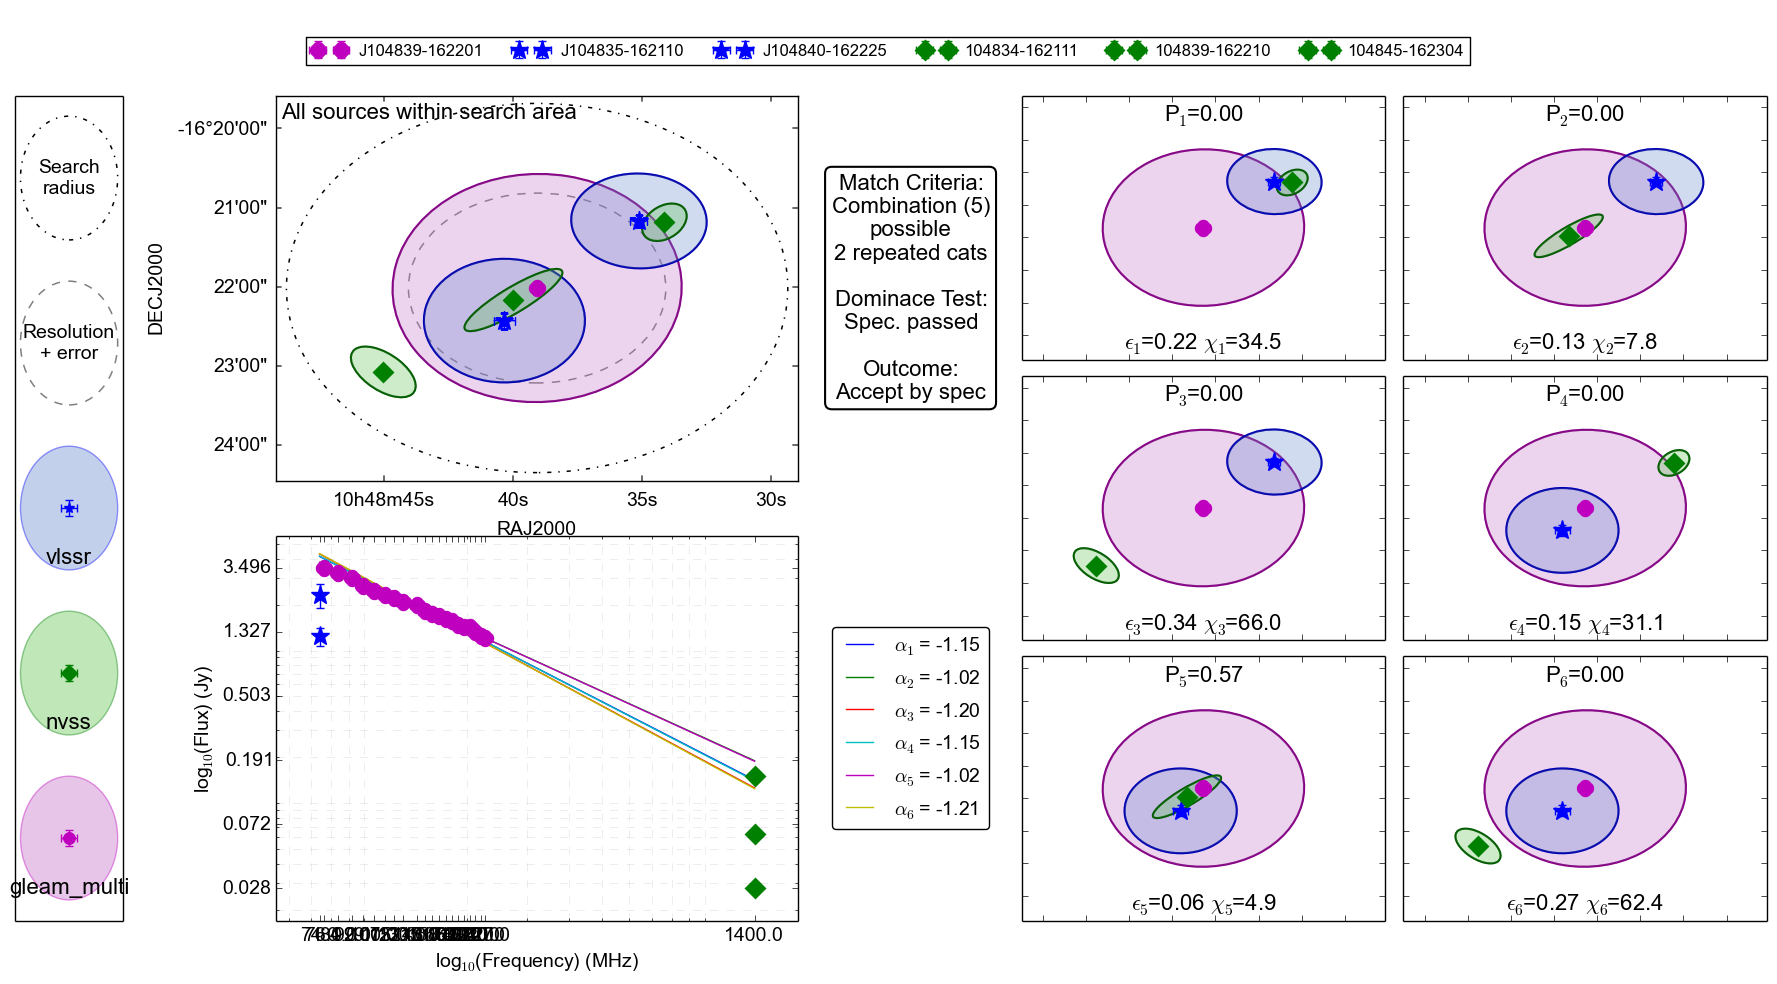 J104839-162201 J104835-162110 J104840-162225 104834-162111 104839-162210 104845-162304
Search
radius
Resolution
+ error
vlssr
nvss
gleam_multi
All sources within search area
DECJ2000
-16°20'00"
21'00"
22'00"
23'00"
24'00"
10h48m45s 40s 35s 30s
RAJ2000
Match Criteria:
Combination (5)
possible
2 repeated cats
Dominace Test:
Spec. passed
Outcome:
Accept by spec
log₁₀(Flux) (Jy)
3.496
1.327
0.503
0.191
0.072
0.028
1400.0
log₁₀(Frequency) (MHz)
α₁ = -1.15
α₂ = -1.02
α₃ = -1.20
α₄ = -1.15
α₅ = -1.02
α₆ = -1.21
P₁=0.00
ϵ₁=0.22 χ₁=34.5
P₂=0.00
ϵ₂=0.13 χ₂=7.8
P₃=0.00
ϵ₃=0.34 χ₃=66.0
P₄=0.00
ϵ₄=0.15 χ₄=31.1
P₅=0.57
ϵ₅=0.06 χ₅=4.9
P₆=0.00
ϵ₆=0.27 χ₆=62.4